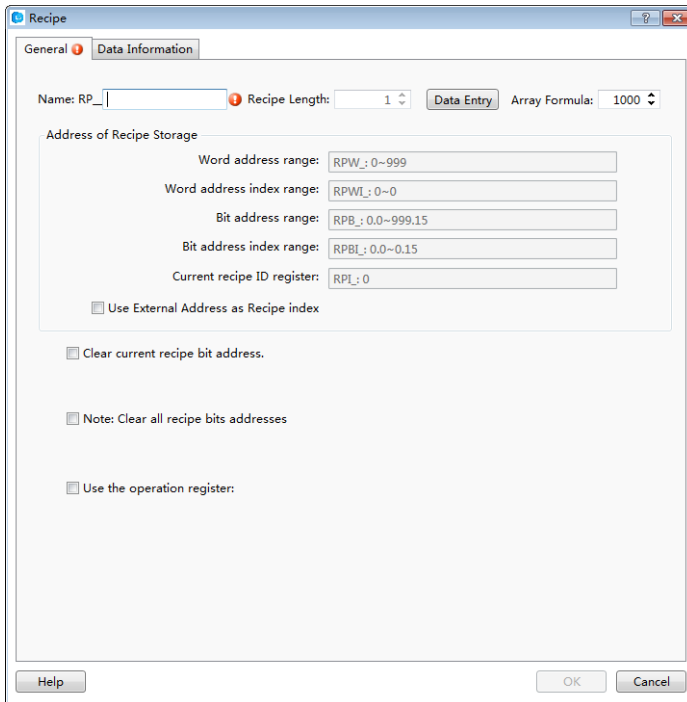 Recipe
General Data Information
Name: RP_ Recipe Length: 1 Data Entry Array Formula: 1000
Address of Recipe Storage
Word address range: RPW_: 0~999
Word address index range: RPWI_: 0~0
Bit address range: RPB_: 0.0~999.15
Bit address index range: RPBI_: 0.0~0.15
Current recipe ID register: RPI_: 0
Use External Address as Recipe index
Clear current recipe bit address.
Note: Clear all recipe bits addresses
Use the operation register:
Help OK Cancel